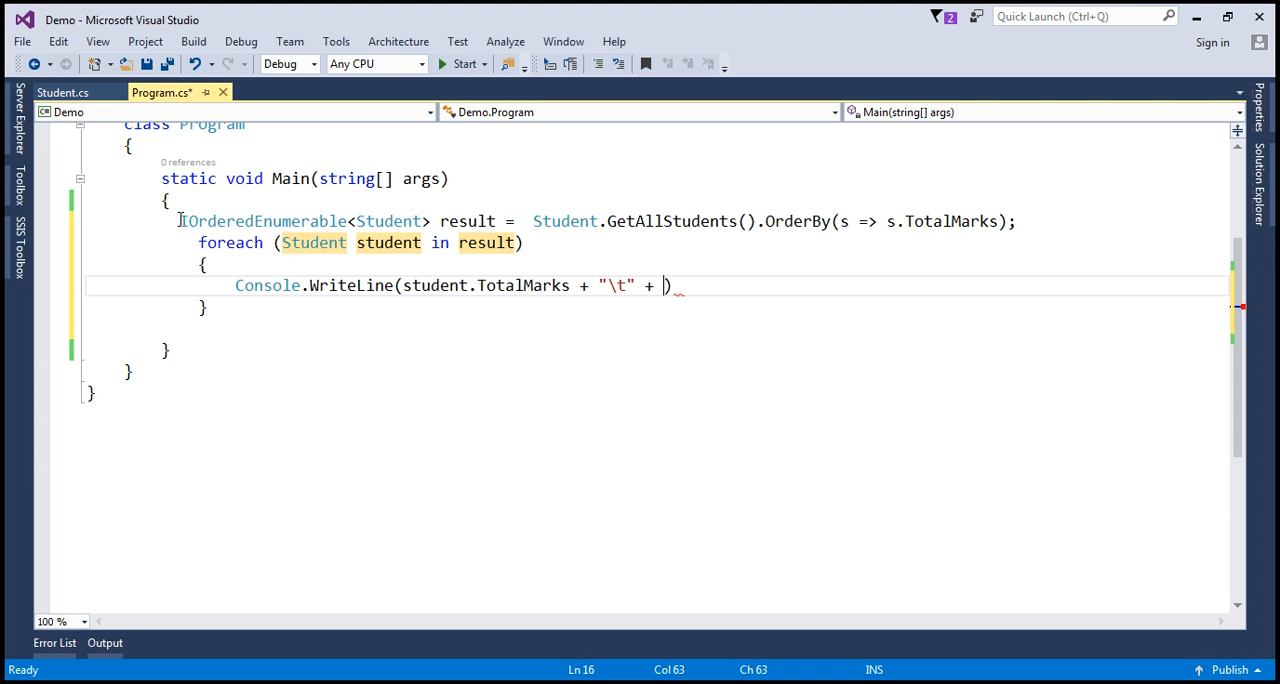 Demo - Microsoft Visual Studio
2
Quick Launch (Ctrl+Q)
File Edit View Project Build Debug Team Tools Architecture Test Analyze Window Help
Sign in
Debug Any CPU Start
Server Explorer
Toolbox
SSIS Toolbox
Student.cs Program.cs*
Demo Demo.Program Main(string[] args)
class Program
{
0 references
static void Main(string[] args)
{
IOrderedEnumerable<Student> result =  Student.GetAllStudents().OrderBy(s => s.TotalMarks);
foreach (Student student in result)
{
Console.WriteLine(student.TotalMarks + "\t" + )
}
}
}
}
Properties
Solution Explorer
100 %
Error List Output
Ready Ln 16 Col 63 Ch 63 INS Publish